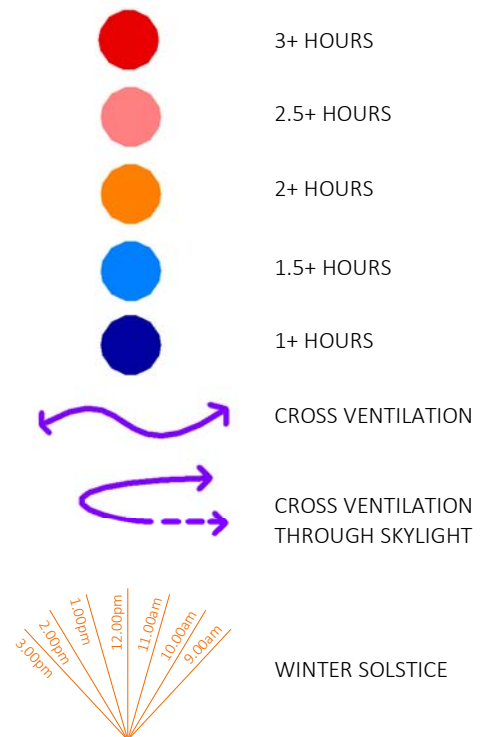 3+ HOURS
2.5+ HOURS
2+ HOURS
1.5+ HOURS
1+ HOURS
CROSS VENTILATION
CROSS VENTILATION
THROUGH SKYLIGHT
3.00pm
2.00pm
1.00pm
12.00pm
11.00am
10.00am
9.00am
WINTER SOLSTICE